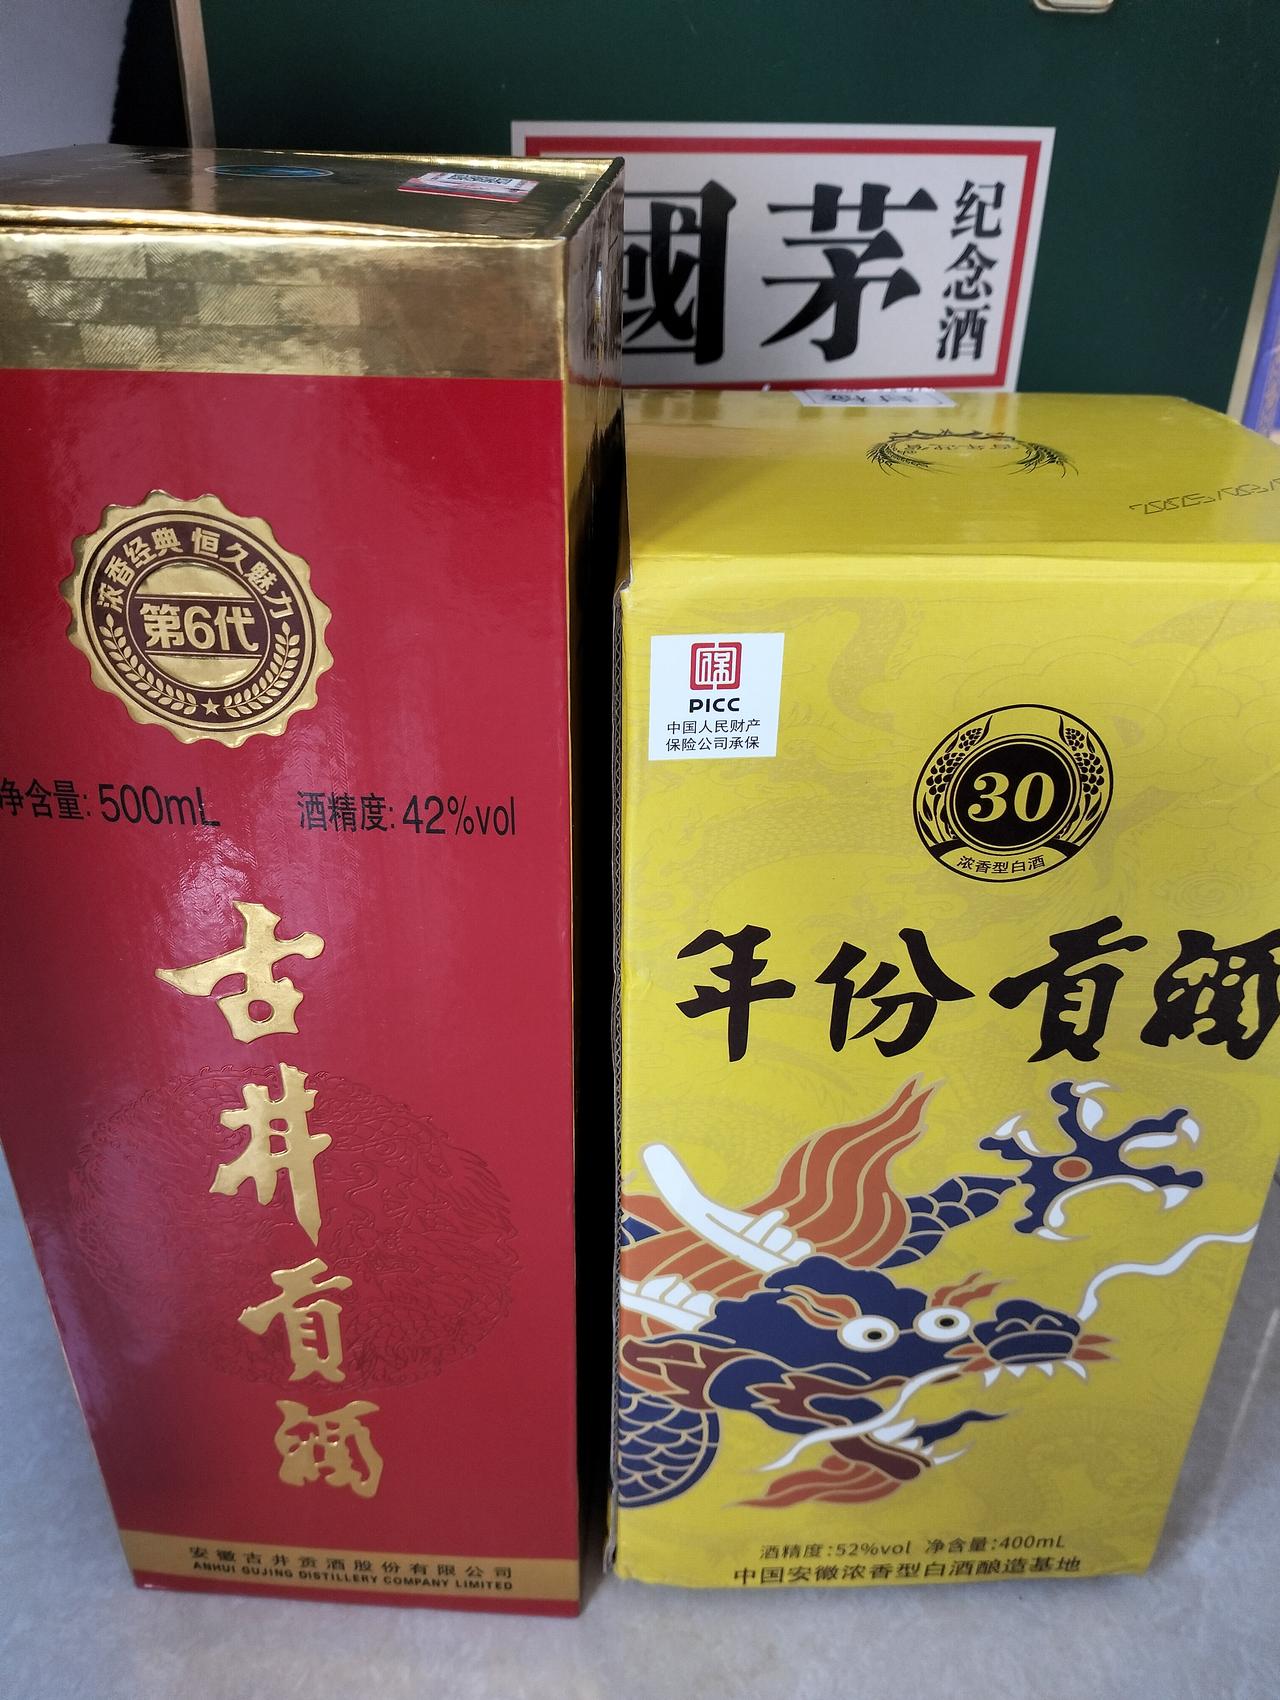 國茅
纪念酒
浓香经典 恒久魅力
第6代
净含量:500mL 酒精度:42%vol
古井贡酒
安徽古井贡酒股份有限公司
ANHUI GUJING DISTILLERY COMPANY LIMITED
PICC
中国人民财产
保险公司承保
30
浓香型白酒
年份贡酒
酒精度:52%vol 净含量:400mL
中国安徽浓香型白酒酿造基地